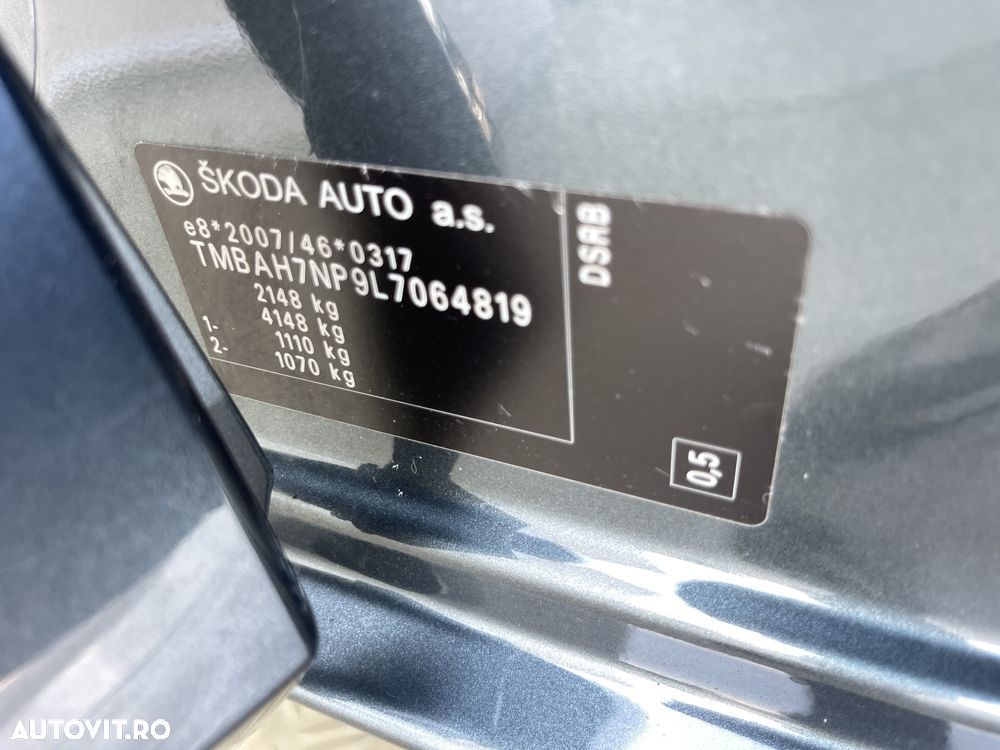 ŠKODA AUTO a.s.
e8*2007/46*0317
TMBAH7NP9L7064819
2148 kg
4148 kg
1- 1110 kg
2- 1070 kg
DSRB
0,5
AUTOVIT.RO